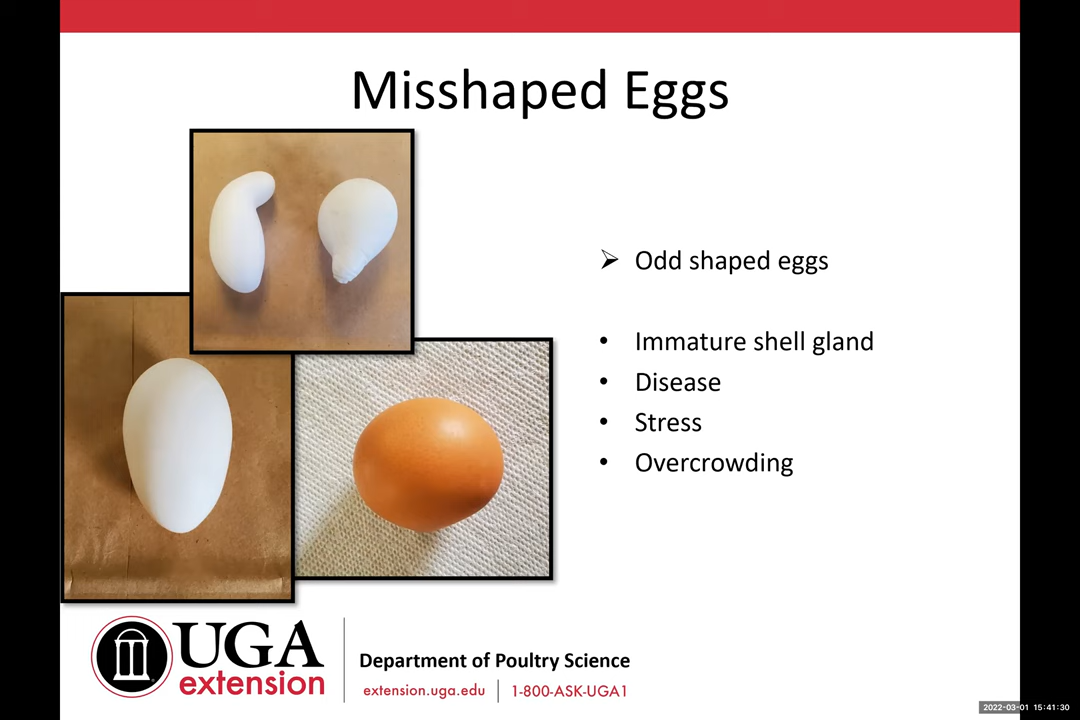 Misshaped Eggs
➢ Odd shaped eggs
• Immature shell gland
• Disease
• Stress
• Overcrowding
UGA
extension
Department of Poultry Science
extension.uga.edu | 1-800-ASK-UGA1
2022-03-01 15:41:30